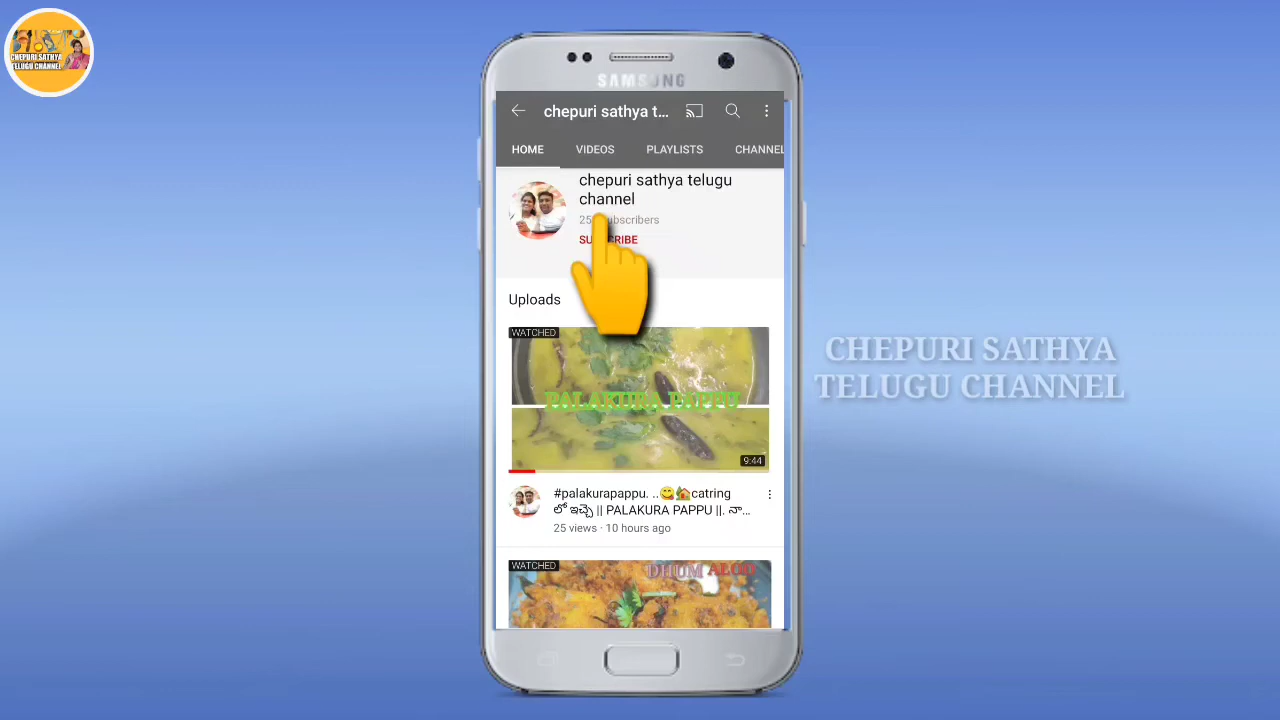 CHEPURI SATHYA
TELUGU CHANNEL
SAMSUNG
chepuri sathya t...
HOME VIDEOS PLAYLISTS CHANNEL
chepuri sathya telugu
channel
subscribers
SUBSCRIBE
Uploads
WATCHED
PALAKURA PAPPU
9:44
#palakurapappu. ..😋🏡catring
లో ఇచ్చె || PALAKURA PAPPU ||. నా...
25 views · 10 hours ago
WATCHED
DHUM ALOO
CHEPURI SATHYA
TELUGU CHANNEL